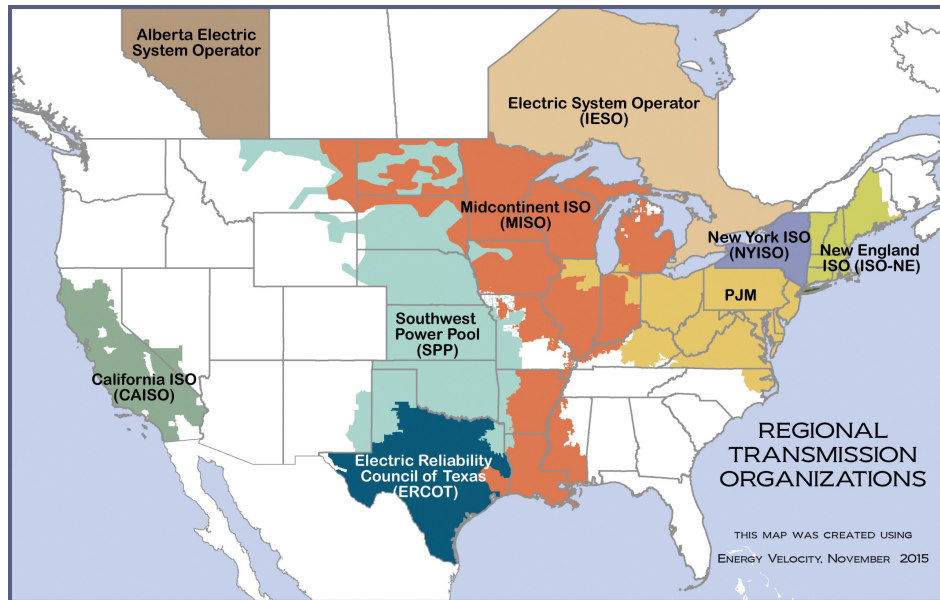 Alberta Electric
System Operator
Electric System Operator
(IESO)
Midcontinent ISO
(MISO)
New York ISO
(NYISO)
New England
ISO (ISO-NE)
PJM
Southwest
Power Pool
(SPP)
California ISO
(CAISO)
Electric Reliability
Council of Texas
(ERCOT)
REGIONAL
TRANSMISSION
ORGANIZATIONS
THIS MAP WAS CREATED USING
ENERGY VELOCITY, NOVEMBER 2015